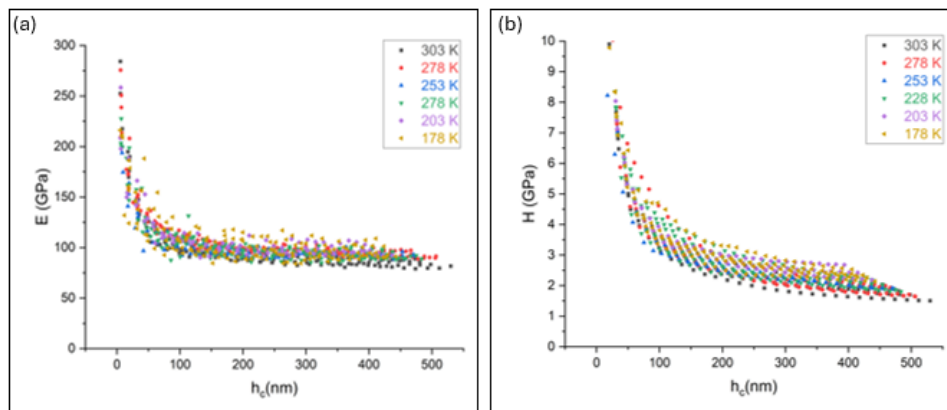 (a)
300
250
200
150
100
50
0
E (GPa)
0 100 200 300 400 500
h_c(nm)
303 K
278 K
253 K
278 K
203 K
178 K
(b)
10
9
8
7
6
5
4
3
2
1
0
H (GPa)
0 100 200 300 400 500
h_c(nm)
303 K
278 K
253 K
228 K
203 K
178 K